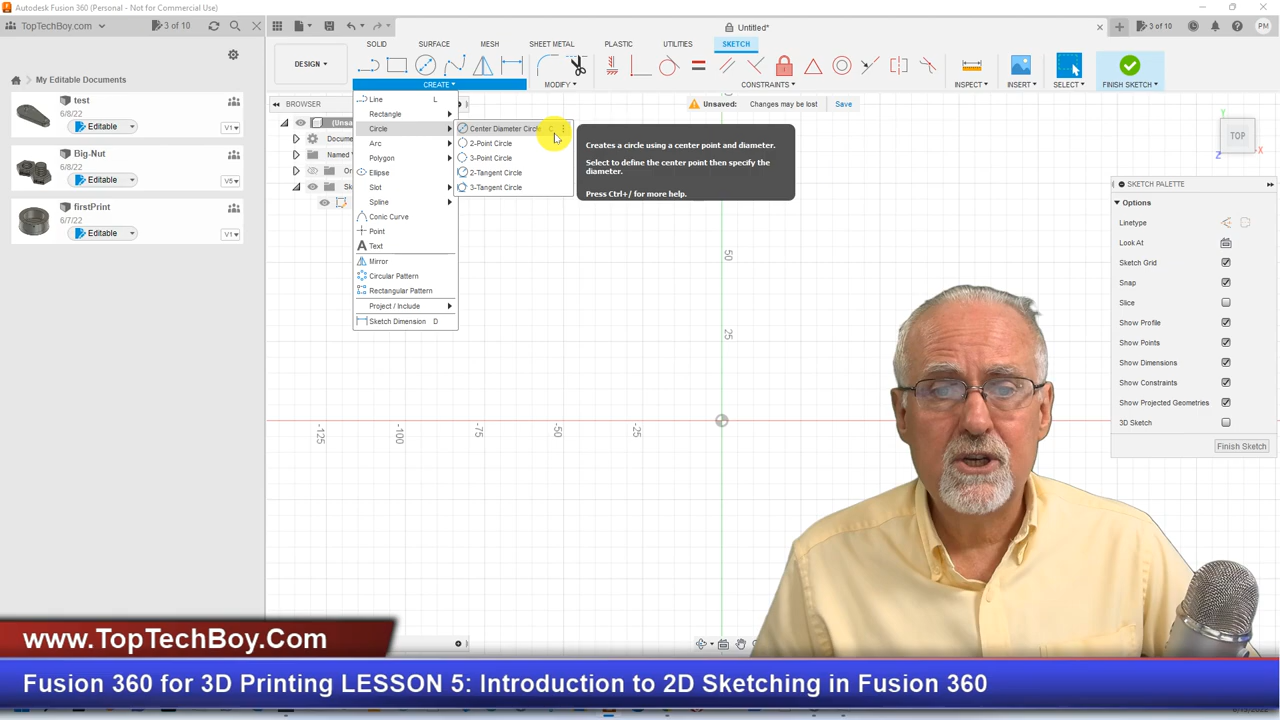 Autodesk Fusion 360 (Personal - Not for Commercial Use)
TopTechBoy.com
3 of 10
Untitled*
3 of 10
PM
DESIGN
SOLID
SURFACE
MESH
SHEET METAL
PLASTIC
UTILITIES
SKETCH
CREATE
MODIFY
CONSTRAINTS
INSPECT
INSERT
SELECT
FINISH SKETCH
My Editable Documents
test
Editable
6/8/22
V1
Big-Nut
6/7/22
Editable
V5
firstPrint
6/7/22
Editable
V1
BROWSER
Unsaved:
Changes may be lost
Save
Line L
Rectangle
Circle
Arc
Polygon
Ellipse
Slot
Spline
Conic Curve
Point
Text
Mirror
Circular Pattern
Rectangular Pattern
Project / Include
Sketch Dimension D
Center Diameter Circle C
2-Point Circle
3-Point Circle
2-Tangent Circle
3-Tangent Circle
Creates a circle using a center point and diameter.
Select to define the center point then specify the
diameter.
Press Ctrl+/ for more help.
TOP
Y
X
Z
SKETCH PALETTE
Options
Linetype
Look At
Sketch Grid
Snap
Slice
Show Profile
Show Points
Show Dimensions
Show Constraints
Show Projected Geometries
3D Sketch
Finish Sketch
50
25
-125
-100
-75
-50
-25
www.TopTechBoy.Com
Fusion 360 for 3D Printing LESSON 5: Introduction to 2D Sketching in Fusion 360